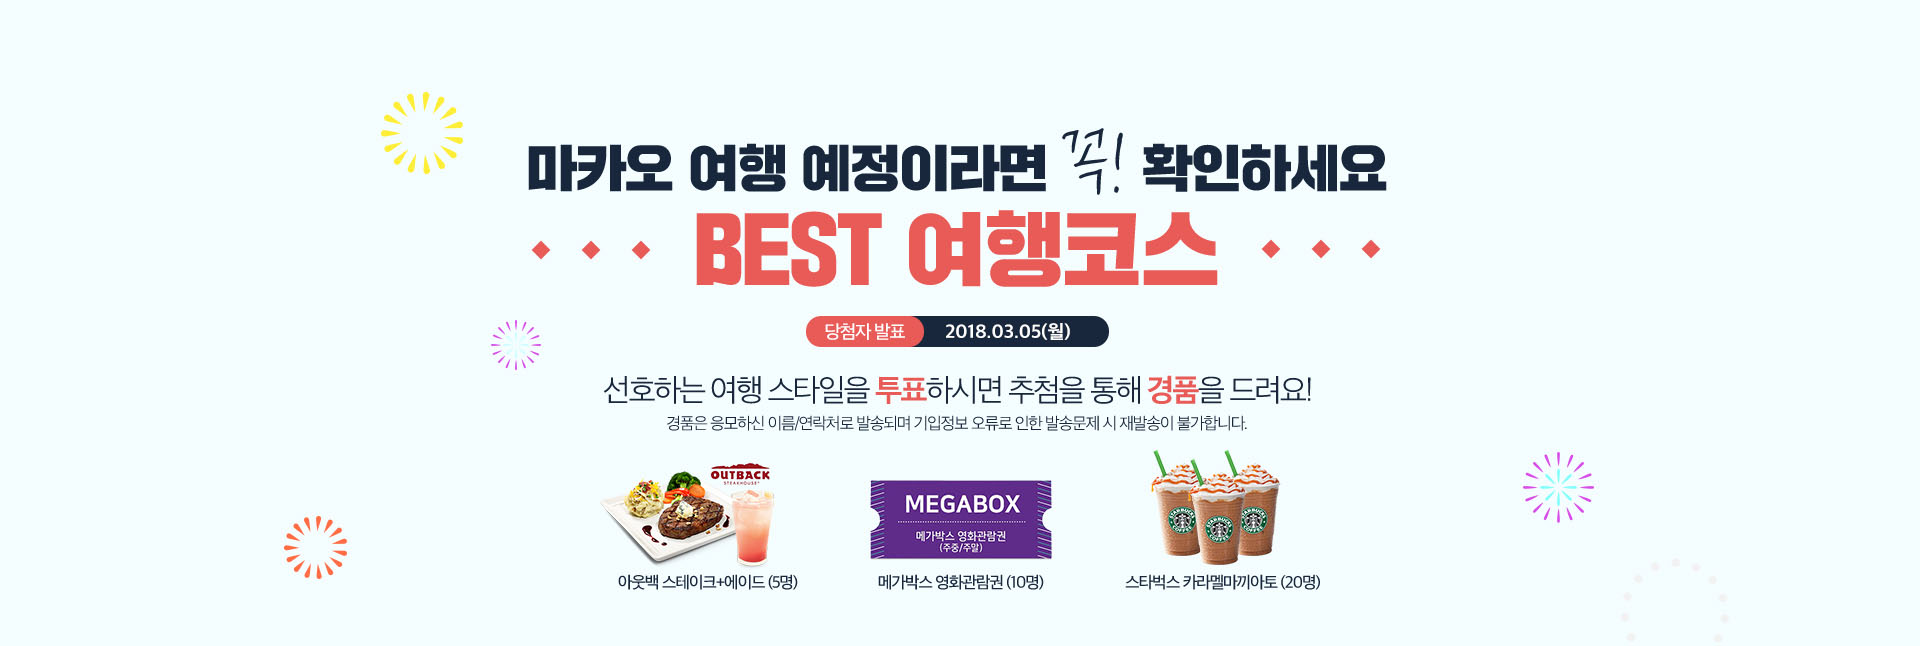 마카오 여행 예정이라면 꼭! 확인하세요
BEST 여행코스
당첨자 발표 2018.03.05(월)
선호하는 여행 스타일을 투표하시면 추첨을 통해 경품을 드려요!
경품은 응모하신 이름/연락처로 발송되며 기입정보 오류로 인한 발송문제 시 재발송이 불가합니다.
OUTBACK
STEAKHOUSE
아웃백 스테이크+에이드 (5명)
MEGABOX
메가박스 영화관람권
(주중/주말)
메가박스 영화관람권 (10명)
STARBUCKS COFFEE
STARBUCKS COFFEE
STARBUCKS COFFEE
스타벅스 카라멜마끼아토 (20명)